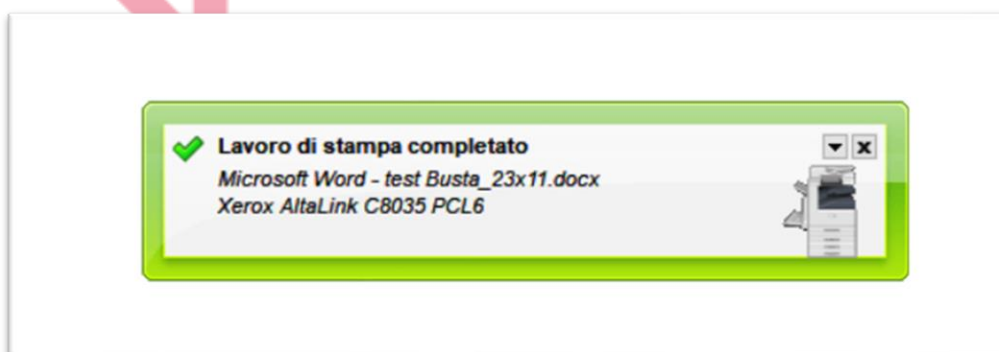 Lavoro di stampa completato
Microsoft Word - test Busta_23x11.docx
Xerox AltaLink C8035 PCL6